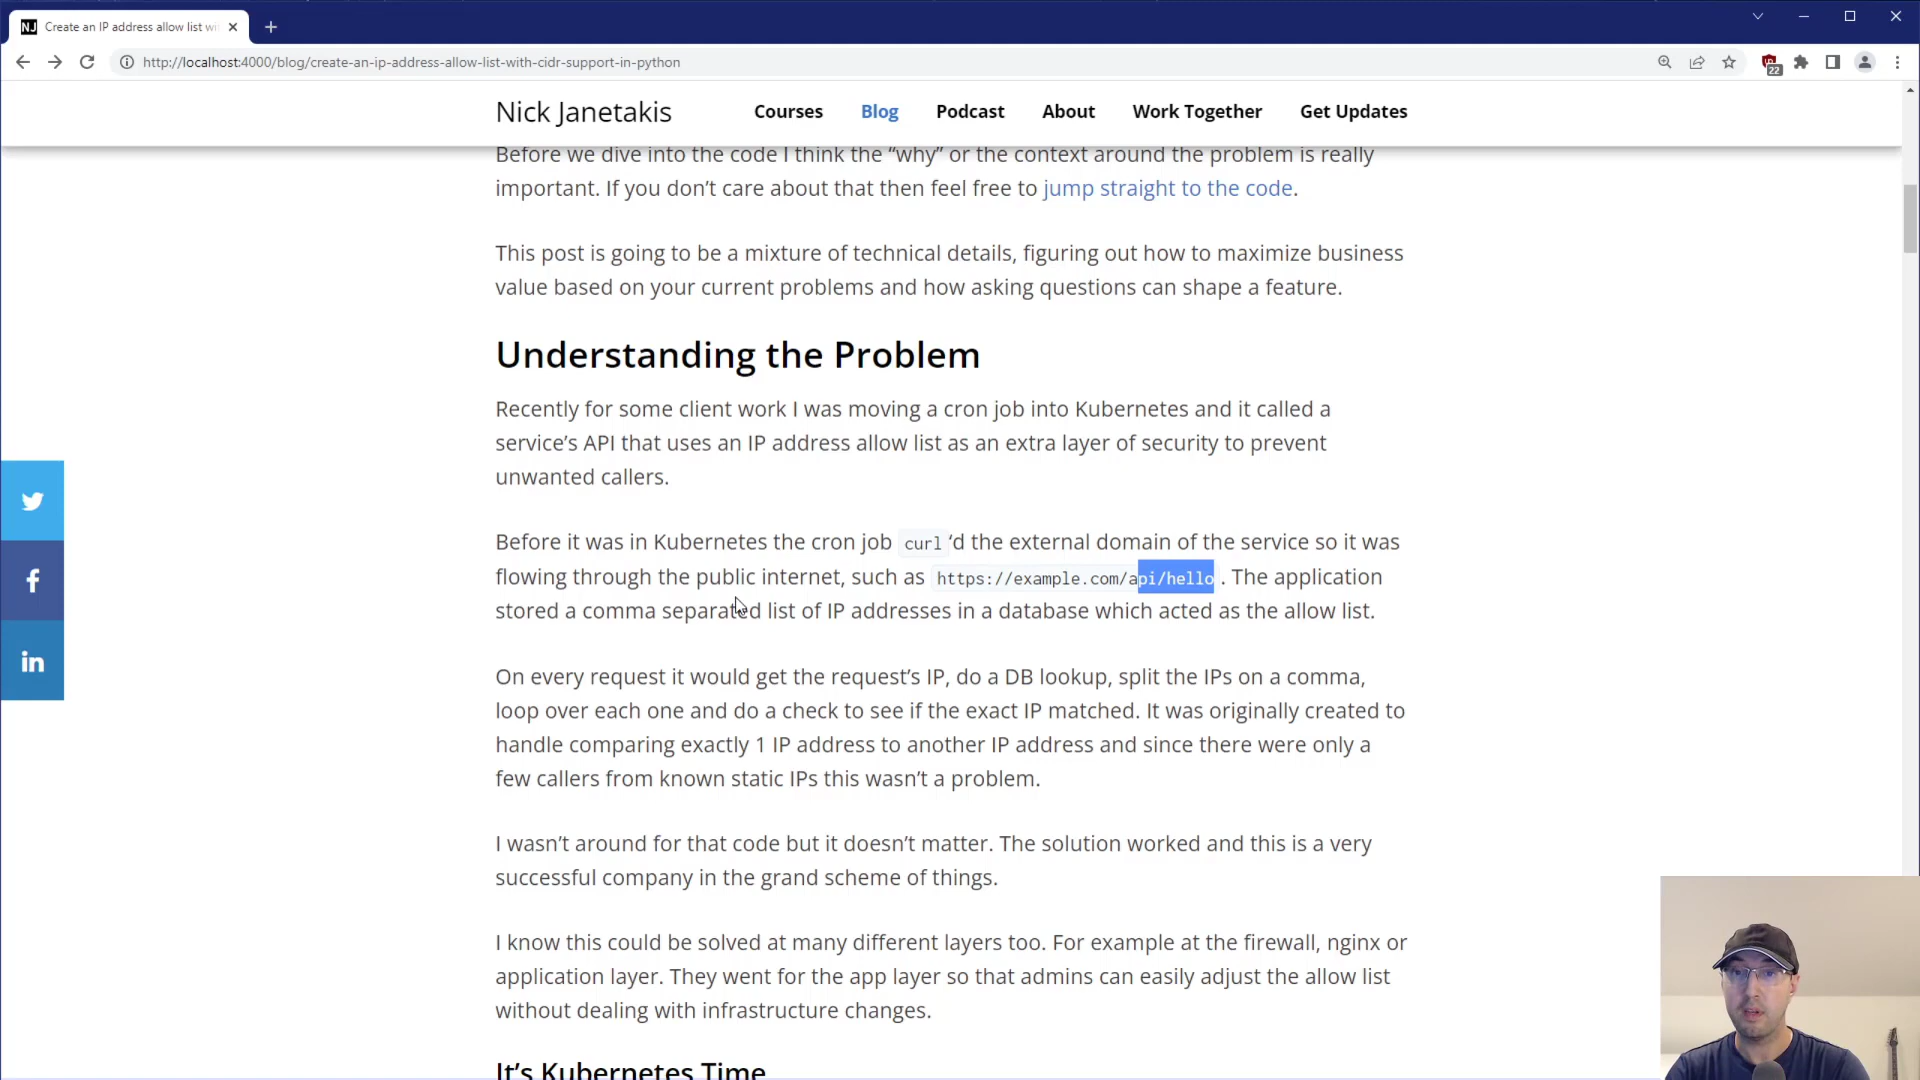 NJ Create an IP address allow list wi
http://localhost:4000/blog/create-an-ip-address-allow-list-with-cidr-support-in-python
22
Nick Janetakis
Courses Blog Podcast About Work Together Get Updates
Before we dive into the code I think the “why” or the context around the problem is really
important. If you don’t care about that then feel free to jump straight to the code.
This post is going to be a mixture of technical details, figuring out how to maximize business
value based on your current problems and how asking questions can shape a feature.
Understanding the Problem
Recently for some client work I was moving a cron job into Kubernetes and it called a
service’s API that uses an IP address allow list as an extra layer of security to prevent
unwanted callers.
Before it was in Kubernetes the cron job curl ‘d the external domain of the service so it was
flowing through the public internet, such as https://example.com/api/hello . The application
stored a comma separated list of IP addresses in a database which acted as the allow list.
On every request it would get the request’s IP, do a DB lookup, split the IPs on a comma,
loop over each one and do a check to see if the exact IP matched. It was originally created to
handle comparing exactly 1 IP address to another IP address and since there were only a
few callers from known static IPs this wasn’t a problem.
I wasn’t around for that code but it doesn’t matter. The solution worked and this is a very
successful company in the grand scheme of things.
I know this could be solved at many different layers too. For example at the firewall, nginx or
application layer. They went for the app layer so that admins can easily adjust the allow list
without dealing with infrastructure changes.
It’s Kubernetes Time